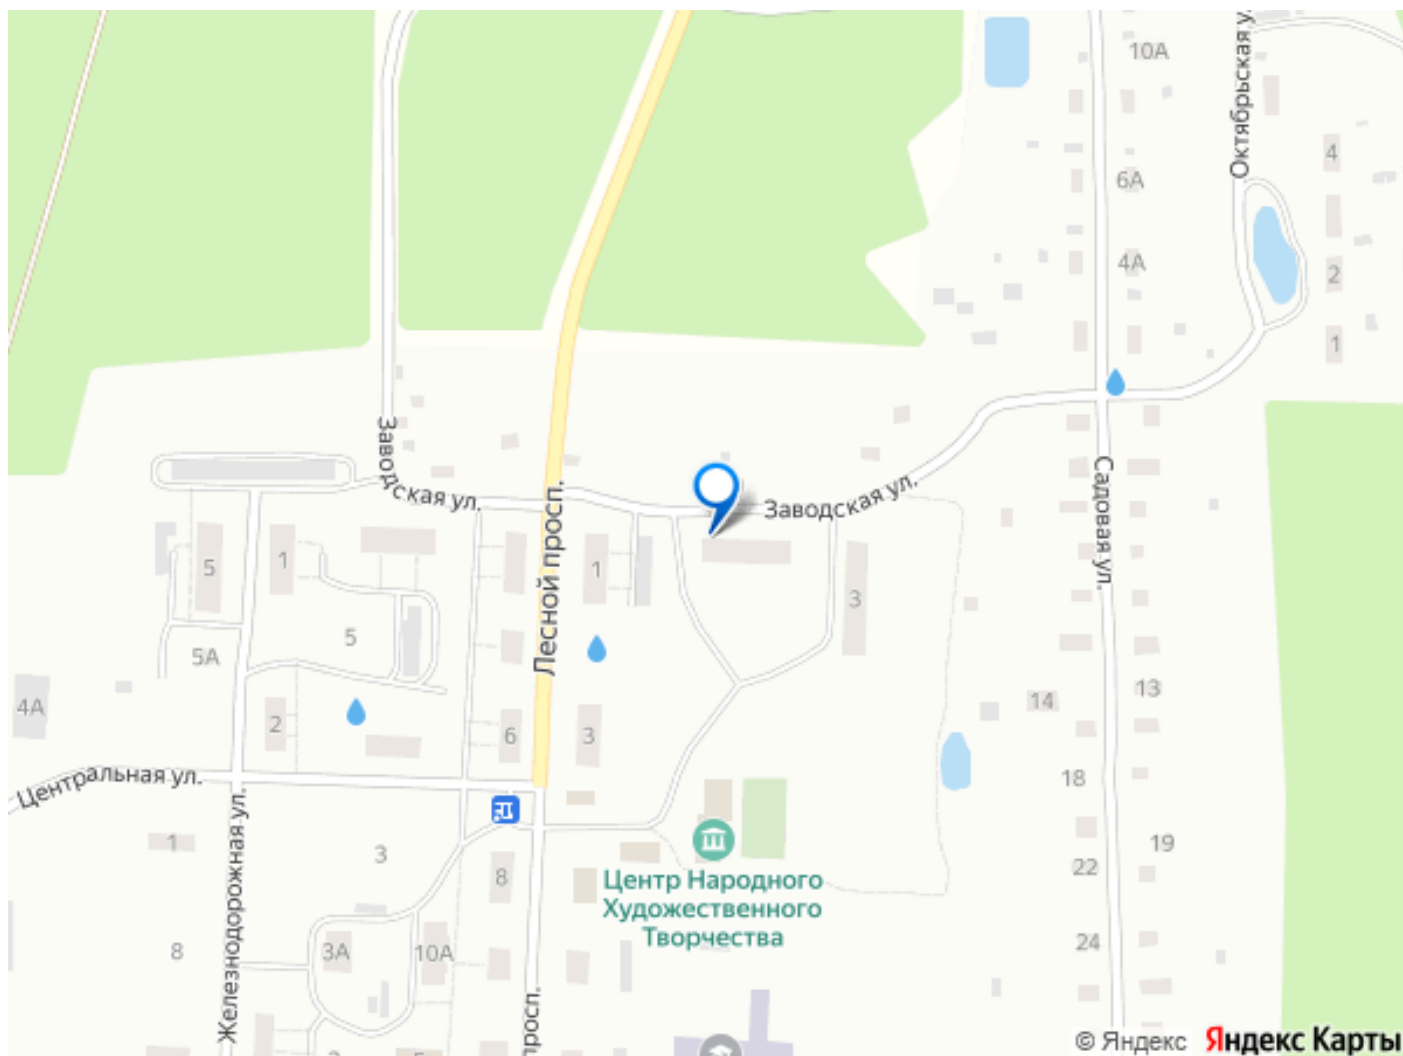 10А
Октябрьская у
4
6А
4А
2
1
Заводская ул.
Заводская ул.
Лесной просп.
Садовая ул.
5
1
1
3
5
5А
4А
2
6
3
14
13
Центральная ул.
18
Железнодорожная ул.
1
3
19
8
22
Центр Народного
Художественного
Творчества
8
3А
10А
24
просп.
© Яндекс Яндекс Карты